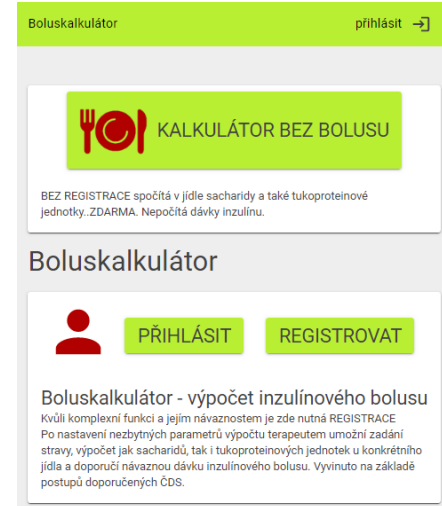 Boluskalkulátor přihlásit
KALKULÁTOR BEZ BOLUSU
BEZ REGISTRACE spočítá v jídle sacharidy a také tukoproteinové
jednotky..ZDARMA. Nepočítá dávky inzulínu.
Boluskalkulátor
PŘIHLÁSIT REGISTROVAT
Boluskalkulátor - výpočet inzulínového bolusu
Kvůli komplexní funkci a jejím návaznostem je zde nutná REGISTRACE
Po nastavení nezbytných parametrů výpočtu terapeutem umožní zadání
stravy, výpočet jak sacharidů, tak i tukoproteinových jednotek u konkrétního
jídla a doporučí návaznou dávku inzulínového bolusu. Vyvinuto na základě
postupů doporučených ČDS.